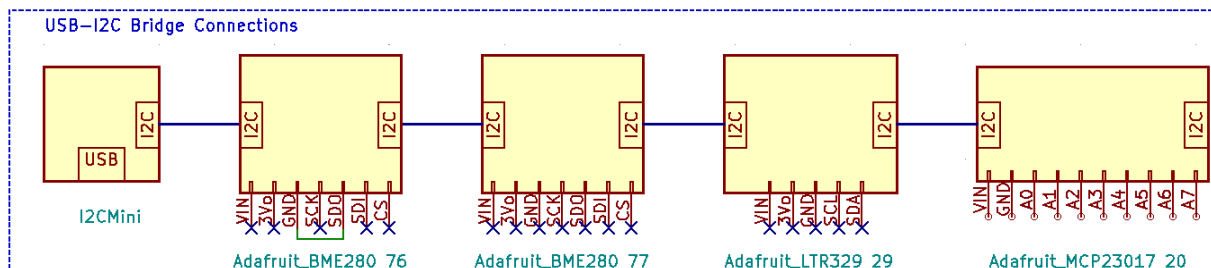 USB-I2C Bridge Connections
I2C
USB
I2CMini
I2C
I2C
VIN
3Vo
GND
SCK
SDO
SDI
CS
Adafruit_BME280 76
I2C
I2C
VIN
3Vo
GND
SCK
SDO
SDI
CS
Adafruit_BME280 77
I2C
I2C
VIN
3Vo
GND
SCL
SDA
Adafruit_LTR329 29
I2C
I2C
VIN
GND
A0
A1
A2
A3
A4
A5
A6
A7
Adafruit_MCP23017 20